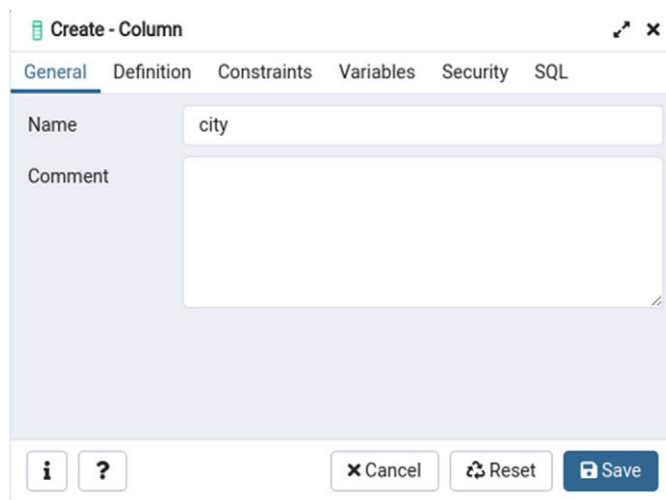 Create - Column
General Definition Constraints Variables Security SQL
Name city
Comment
i ? Cancel Reset Save